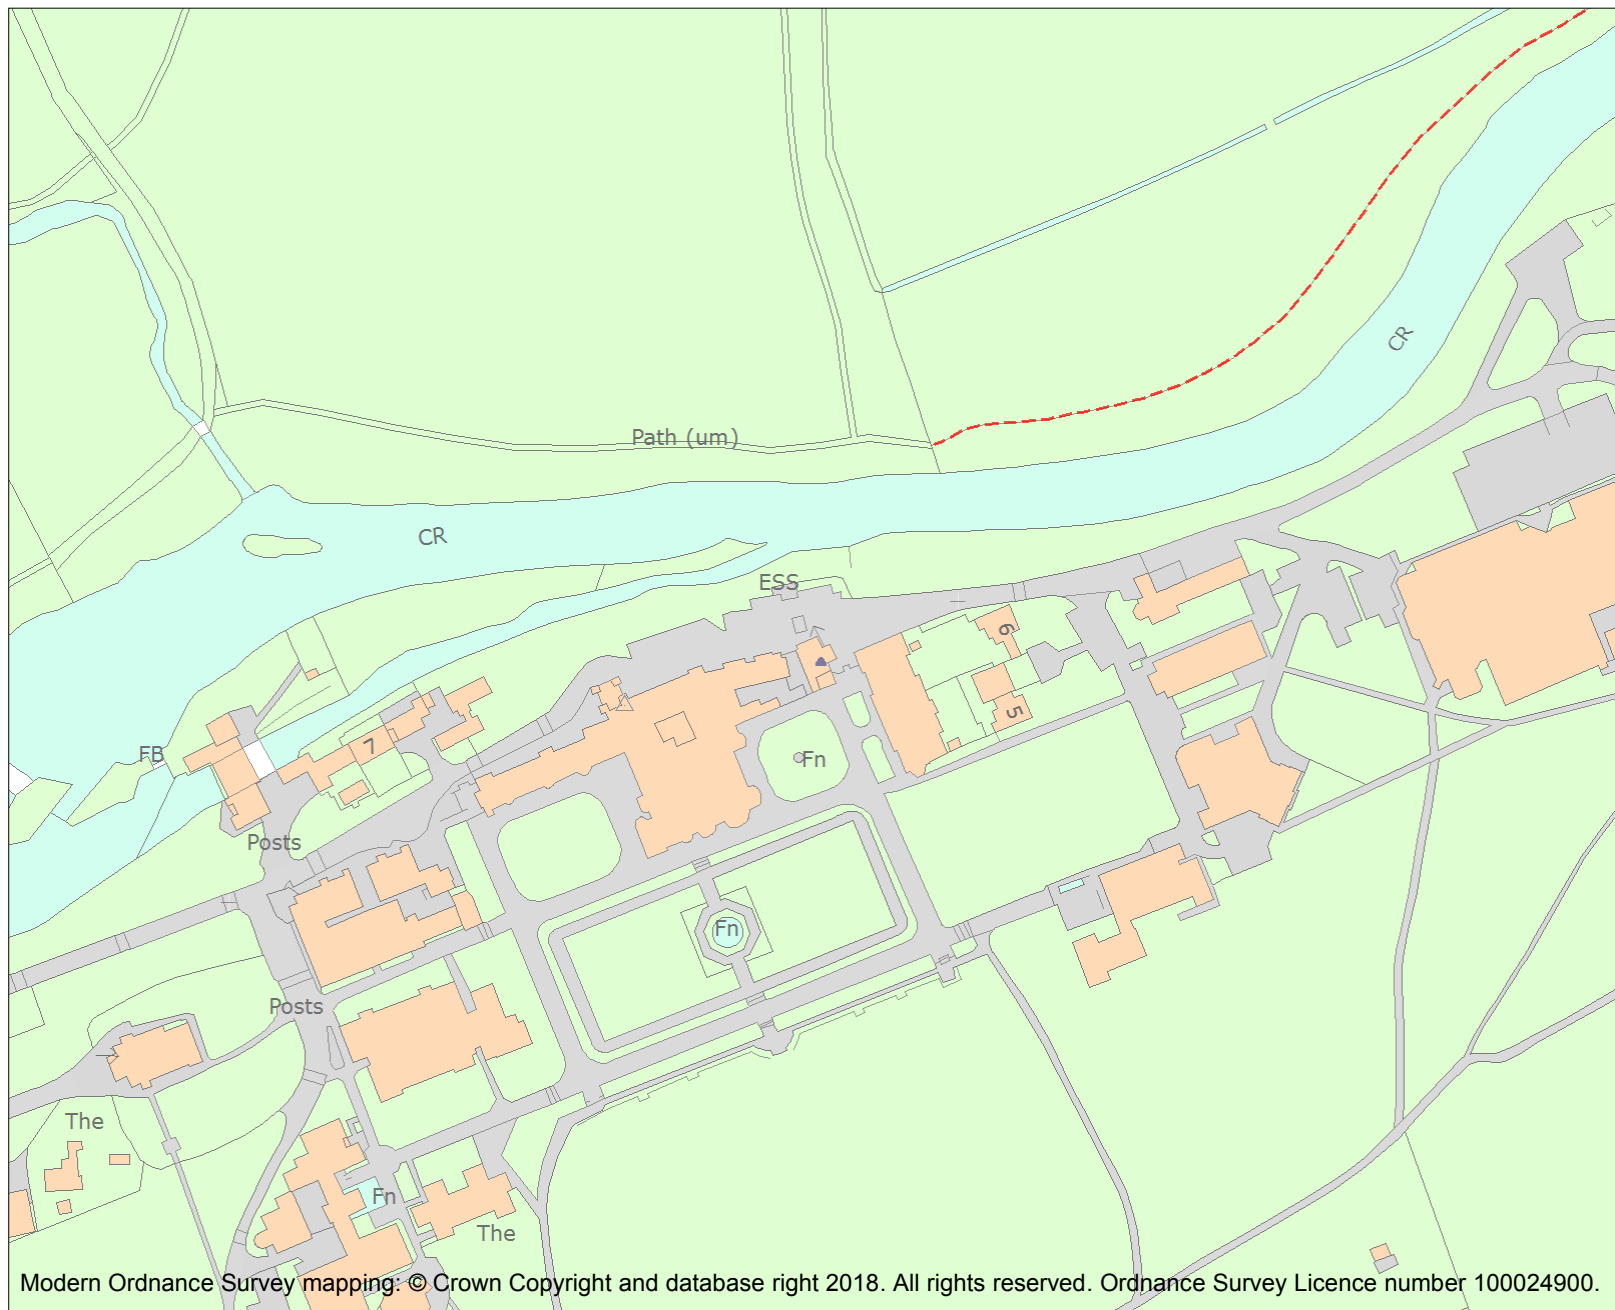 CR
Path (um)
CR
ESS
6
5
7
FB
Fn
Posts
Fn
Posts
The
Fn
The
Modern Ordnance Survey mapping: © Crown Copyright and database right 2018. All rights reserved. Ordnance Survey Licence number 100024900.